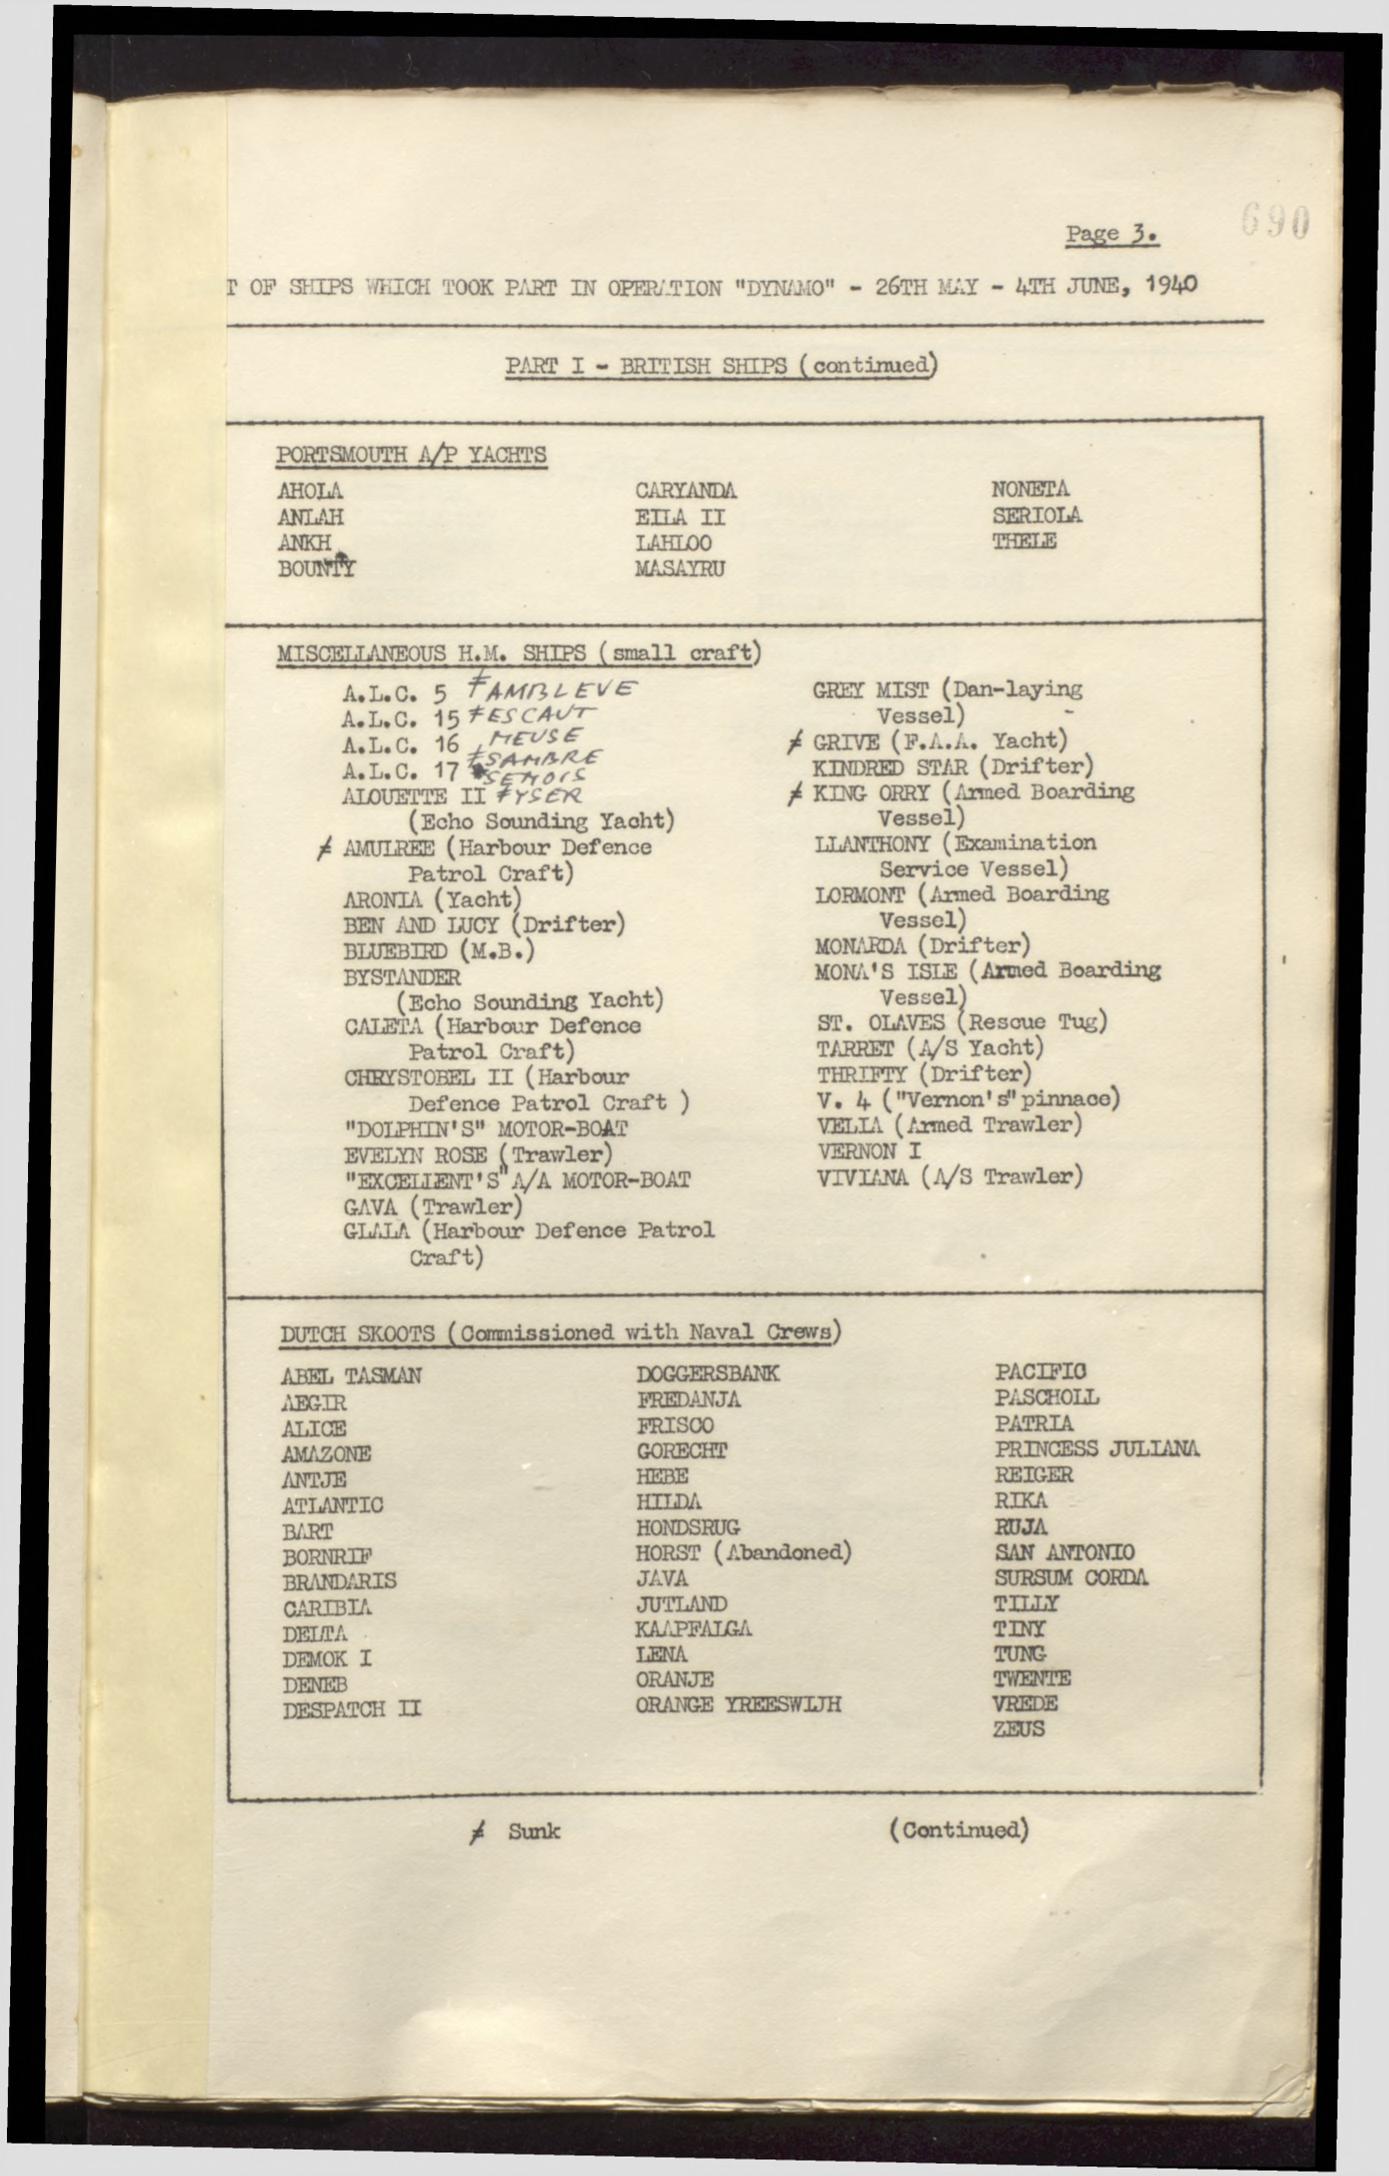 690
Page 3.
T OF SHIPS WHICH TOOK PART IN OPERATION "DYNAMO" - 26TH MAY - 4TH JUNE, 1940
PART I - BRITISH SHIPS (continued)
PORTSMOUTH A/P YACHTS
AHOLA
ANLAH
ANKH
BOUNTY
CARYANDA
EILA II
LAHLOO
MASAYRU
NONETA
SERIOLA
THELE
MISCELLANEOUS H.M. SHIPS (small craft)
A.L.C. 5 ≠ AMBLEVE
A.L.C. 15 ≠ ESCAUT
A.L.C. 16 MEUSE
≠ SAMBRE
A.L.C. 17 SEMOIS
ALOUETTE II ≠ YSER
(Echo Sounding Yacht)
≠ AMULREE (Harbour Defence
Patrol Craft)
ARONIA (Yacht)
BEN AND LUCY (Drifter)
BLUEBIRD (M.B.)
BYSTANDER
(Echo Sounding Yacht)
CALETA (Harbour Defence
Patrol Craft)
CHRYSTOBEL II (Harbour
Defence Patrol Craft )
"DOLPHIN'S" MOTOR-BOAT
EVELYN ROSE (Trawler)
"EXCELLENT'S" A/A MOTOR-BOAT
GAVA (Trawler)
GLALA (Harbour Defence Patrol
Craft)
GREY MIST (Dan-laying
Vessel)
≠ GRIVE (F.A.A. Yacht)
KINDRED STAR (Drifter)
≠ KING ORRY (Armed Boarding
Vessel)
LLANTHONY (Examination
Service Vessel)
LORMONT (Armed Boarding
Vessel)
MONARDA (Drifter)
MONA'S ISLE (Armed Boarding
Vessel)
ST. OLAVES (Rescue Tug)
TARRET (A/S Yacht)
THRIFTY (Drifter)
V. 4 ("Vernon's" pinnace)
VELIA (Armed Trawler)
VERNON I
VIVIANA (A/S Trawler)
DUTCH SKOOTS (Commissioned with Naval Crews)
ABEL TASMAN
AEGIR
ALICE
AMAZONE
ANTJE
ATLANTIC
BART
BORNRIF
BRANDARIS
CARIBIA
DELTA
DEMOK I
DENEB
DESPATCH II
DOGGERSBANK
FREDANJA
FRISCO
GORECHT
HEBE
HILDA
HONDSRUG
HORST (Abandoned)
JAVA
JUTLAND
KAAPFALGA
LENA
ORANJE
ORANGE YREESWIJH
PACIFIC
PASCHOLL
PATRIA
PRINCESS JULIANA
REIGER
RIKA
RUJA
SAN ANTONIO
SURSUM CORDA
TILLY
TINY
TUNG
TWENTE
VREDE
ZEUS
≠ Sunk
(Continued)